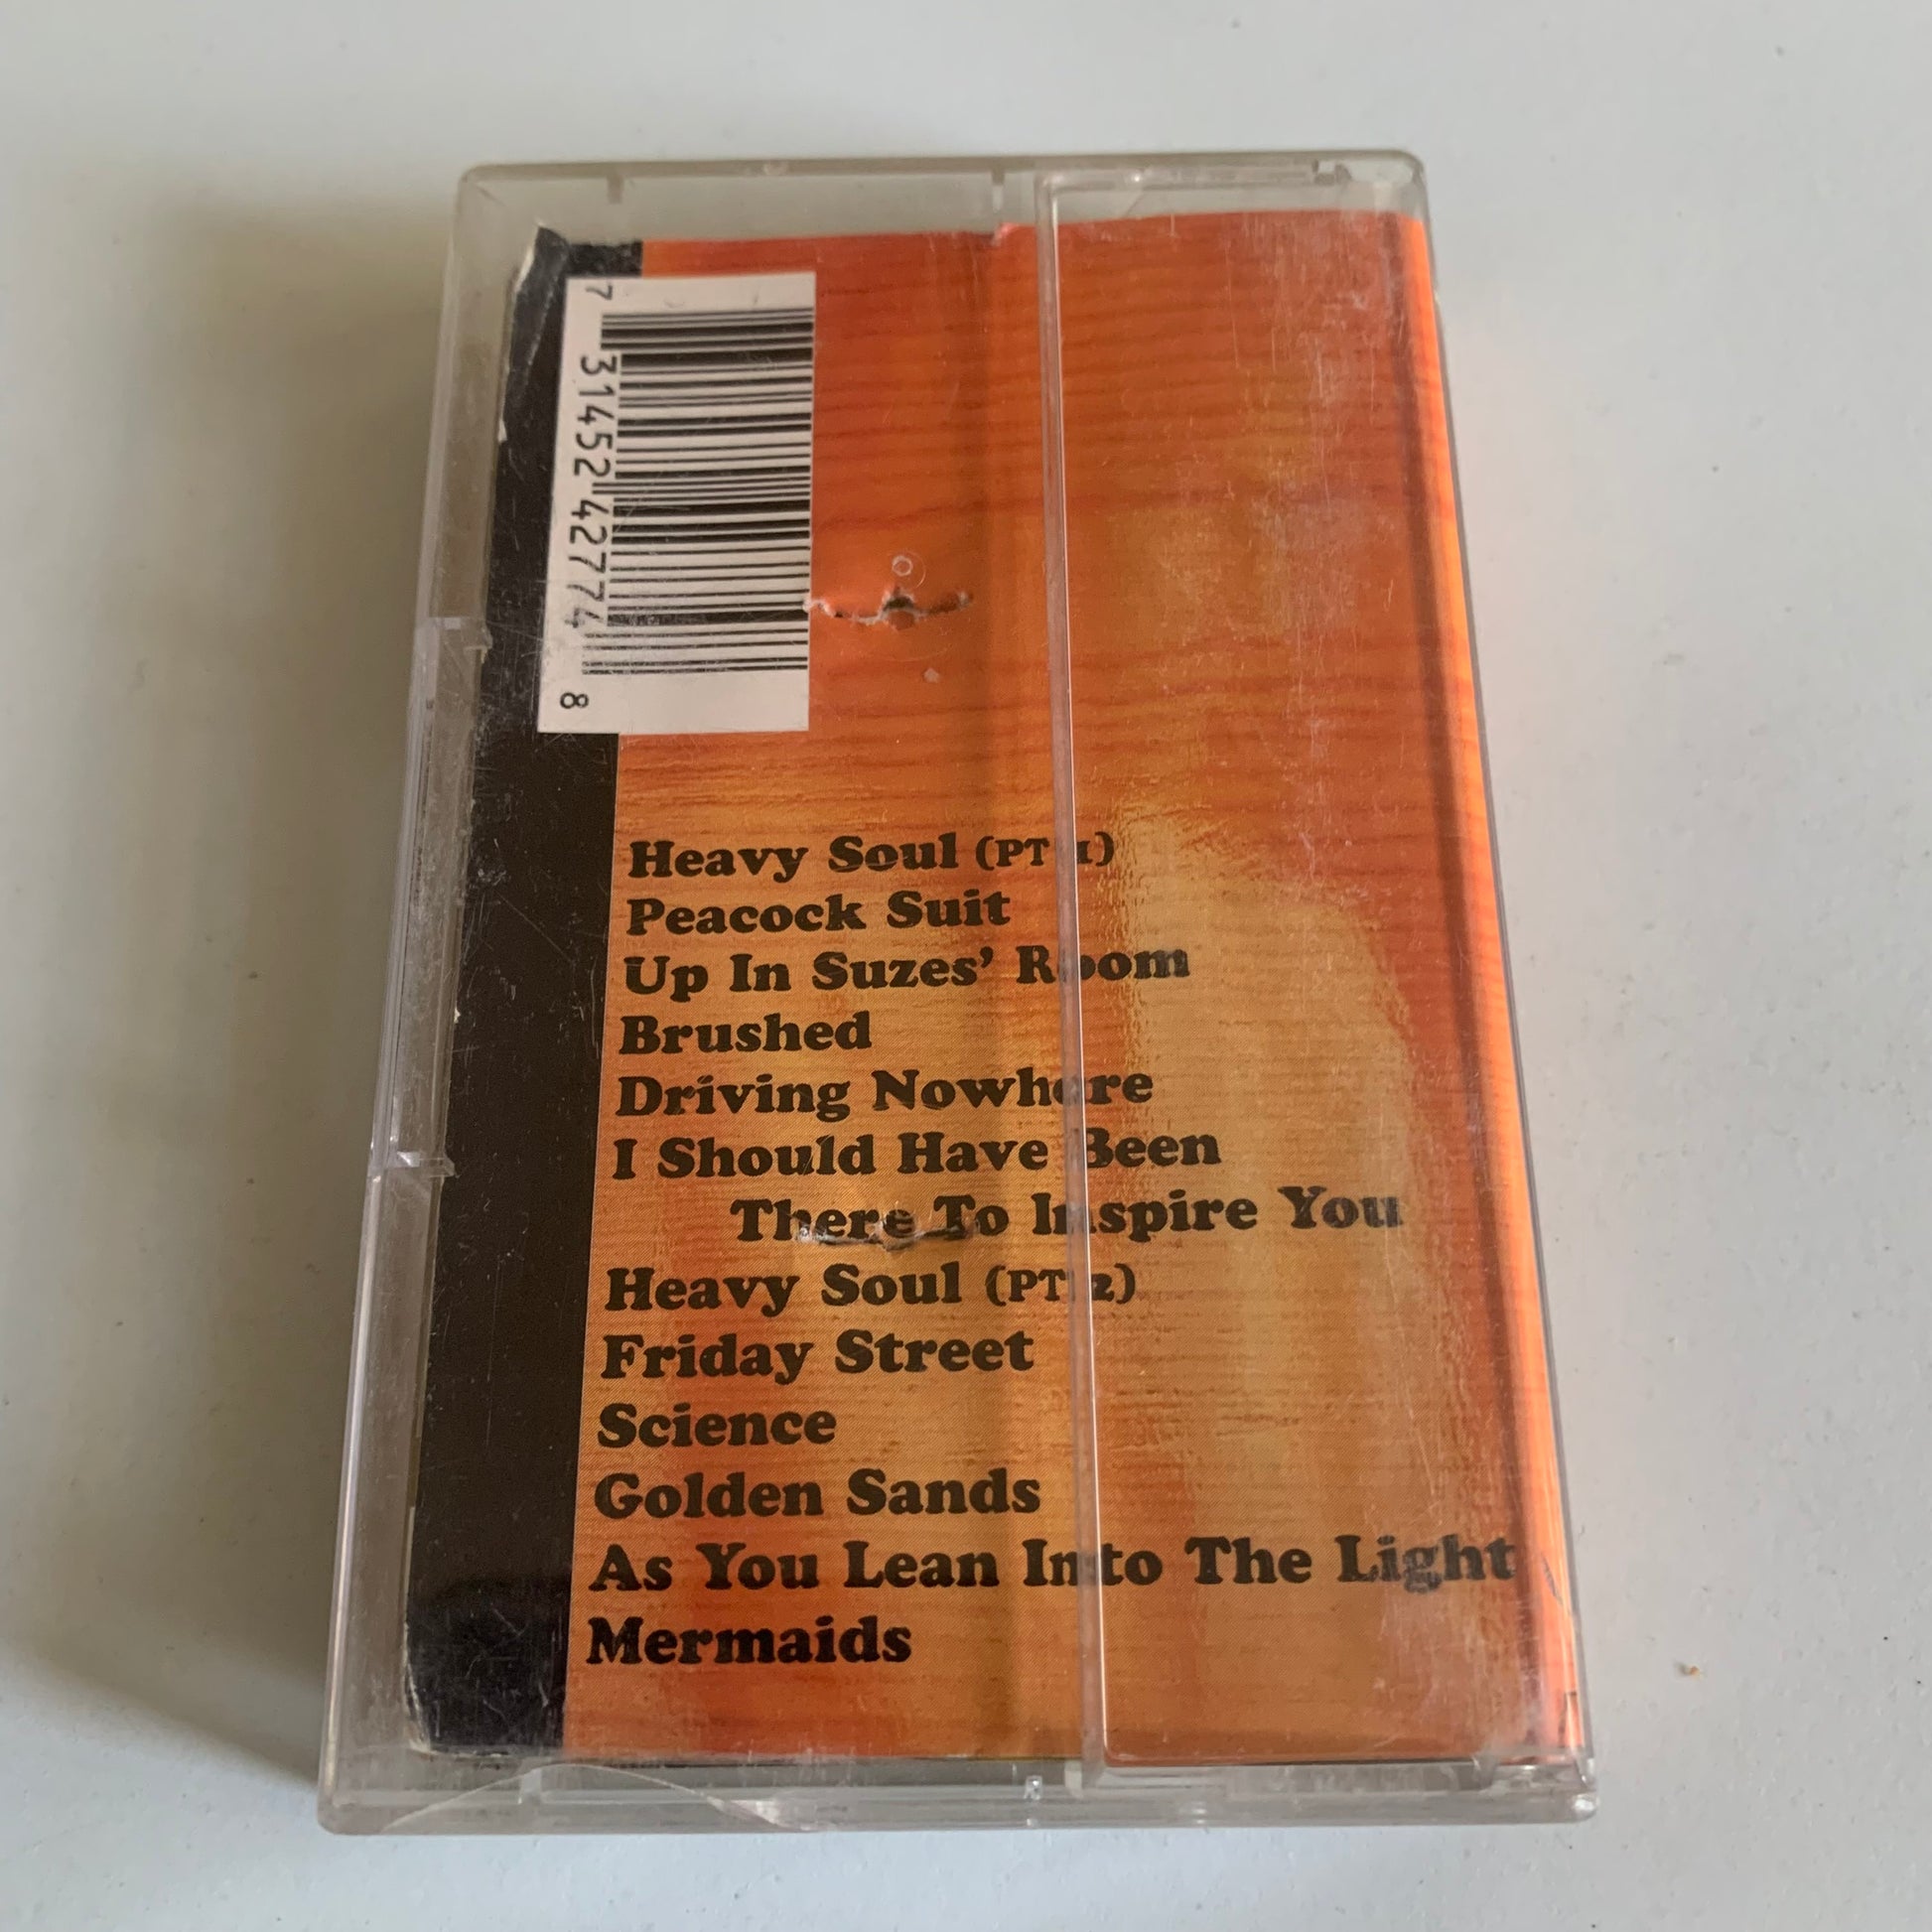 7 31452 42774 8
Heavy Soul (PT 1)
Peacock Suit
Up In Suzes' Room
Brushed
Driving Nowhere
I Should Have Been
There To Inspire You
Heavy Soul (PT 2)
Friday Street
Science
Golden Sands
As You Lean Into The Light
Mermaids